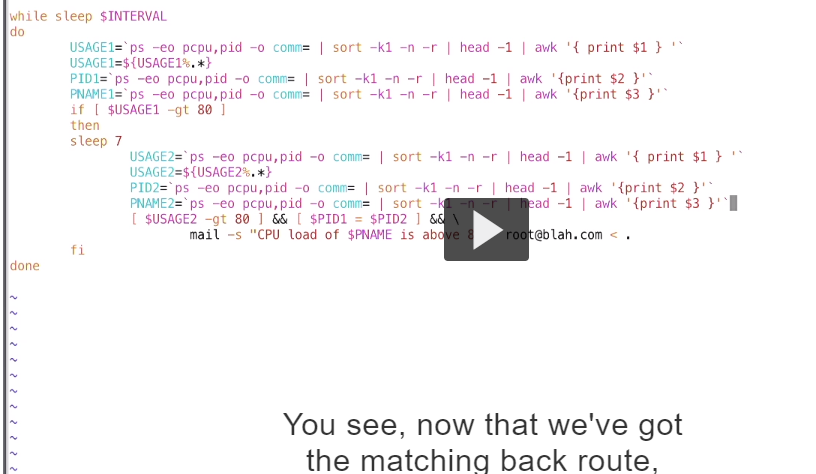 while sleep $INTERVAL
do
USAGE1=`ps -eo pcpu,pid -o comm= | sort -k1 -n -r | head -1 | awk '{ print $1 } '`
USAGE1=${USAGE1%.*}
PID1=`ps -eo pcpu,pid -o comm= | sort -k1 -n -r | head -1 | awk '{print $2 }'`
PNAME1=`ps -eo pcpu,pid -o comm= | sort -k1 -n -r | head -1 | awk '{print $3 }'`
if [ $USAGE1 -gt 80 ]
then
sleep 7
USAGE2=`ps -eo pcpu,pid -o comm= | sort -k1 -n -r | head -1 | awk '{ print $1 } '`
USAGE2=${USAGE2%.*}
PID2=`ps -eo pcpu,pid -o comm= | sort -k1 -n -r | head -1 | awk '{print $2 }'`
PNAME2=`ps -eo pcpu,pid -o comm= | sort -k1 -n -r | head -1 | awk '{print $3 }'`
[ $USAGE2 -gt 80 ] && [ $PID1 = $PID2 ] && \
mail -s "CPU load of $PNAME is above root@blah.com < .
fi
done
~
~
~
~
~
~
~
~
~
~
~
~
You see, now that we've got
the matching back route,